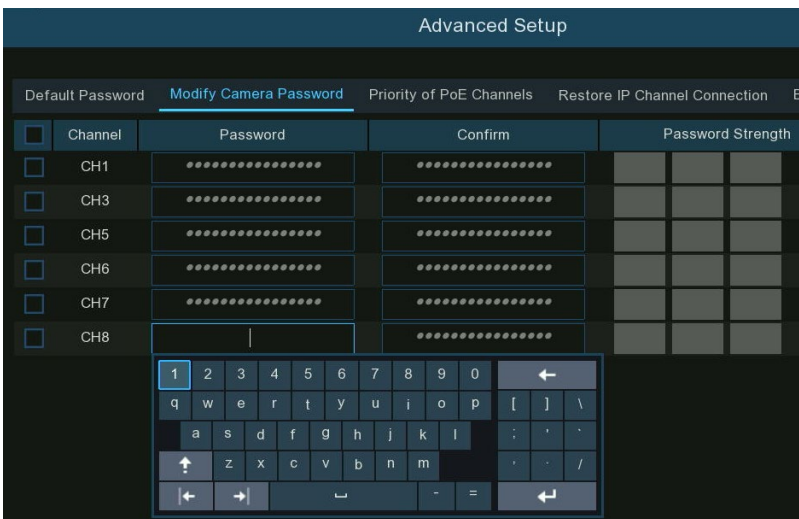 Advanced Setup
Default Password Modify Camera Password Priority of PoE Channels Restore IP Channel Connection
Channel Password Confirm Password Strength
CH1 •••••••••••••••• ••••••••••••••••
CH3 •••••••••••••••• ••••••••••••••••
CH5 •••••••••••••••• ••••••••••••••••
CH6 •••••••••••••••• ••••••••••••••••
CH7 •••••••••••••••• ••••••••••••••••
CH8 ••••••••••••••••
1 2 3 4 5 6 7 8 9 0
q w e r t y u i o p [ ] \
a s d f g h j k l ;
z x c v b n m /
- =